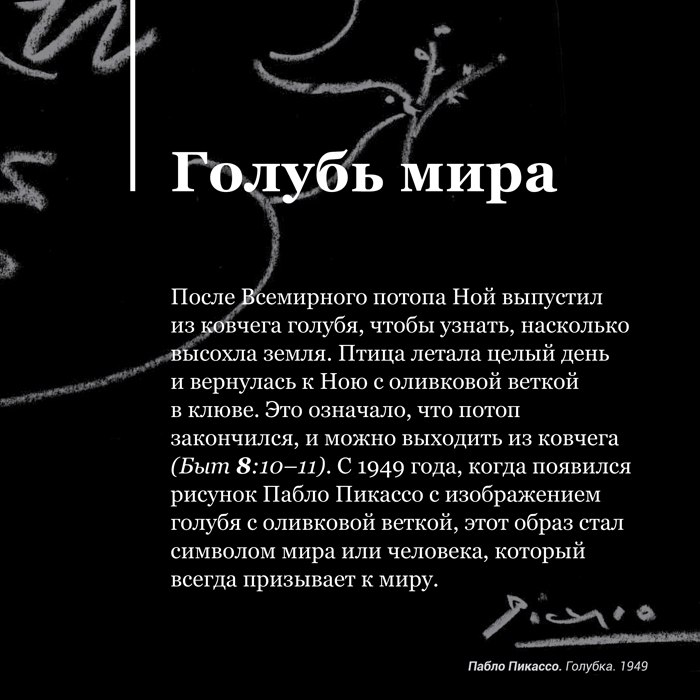 Голубь мира
После Всемирного потопа Ной выпустил
из ковчега голубя, чтобы узнать, насколько
высохла земля. Птица летала целый день
и вернулась к Ною с оливковой веткой
в клюве. Это означало, что потоп
закончился, и можно выходить из ковчега
(Быт 8:10–11). С 1949 года, когда появился
рисунок Пабло Пикассо с изображением
голубя с оливковой веткой, этот образ стал
символом мира или человека, который
всегда призывает к миру.
Picasso
Пабло Пикассо. Голубка. 1949